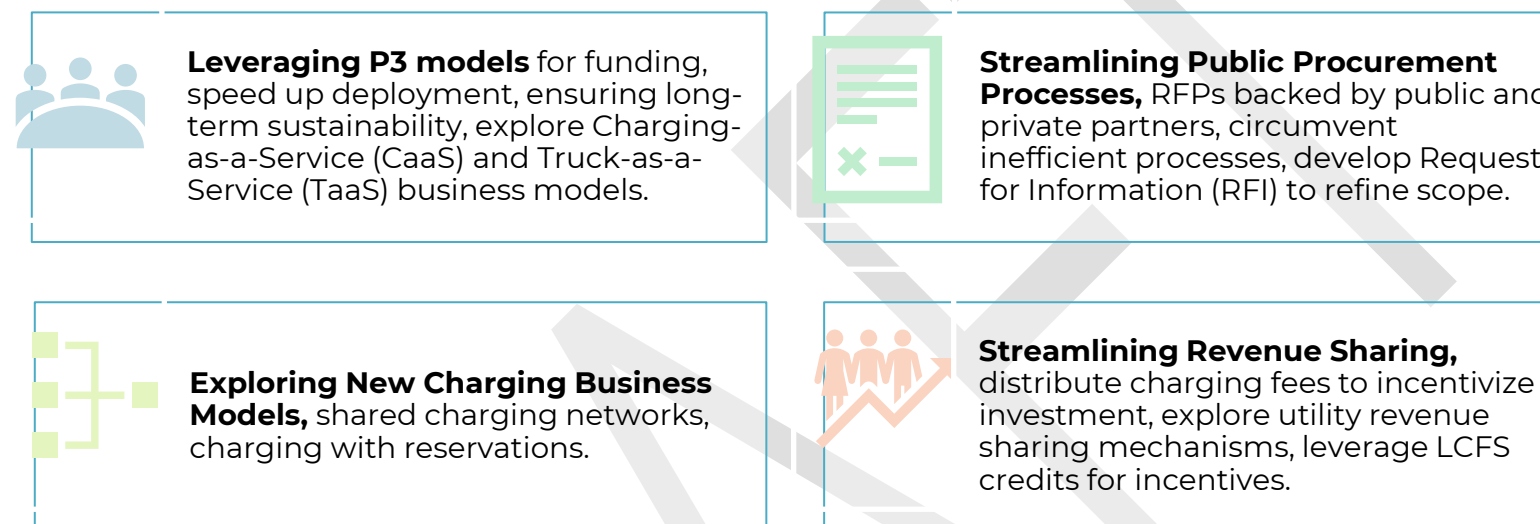 Leveraging P3 models for funding,
speed up deployment, ensuring long-
term sustainability, explore Charging-
as-a-Service (CaaS) and Truck-as-a-
Service (TaaS) business models.
Streamlining Public Procurement
Processes, RFPs backed by public and
private partners, circumvent
inefficient processes, develop Request
for Information (RFI) to refine scope.
Exploring New Charging Business
Models, shared charging networks,
charging with reservations.
Streamlining Revenue Sharing,
distribute charging fees to incentivize
investment, explore utility revenue
sharing mechanisms, leverage LCFS
credits for incentives.